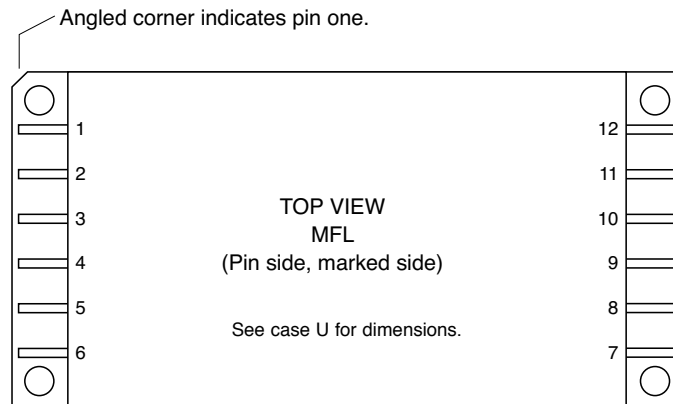 Angled corner indicates pin one.
1
12
2
11
3
10
4
9
5
8
6
7
TOP VIEW
MFL
(Pin side, marked side)
See case U for dimensions.